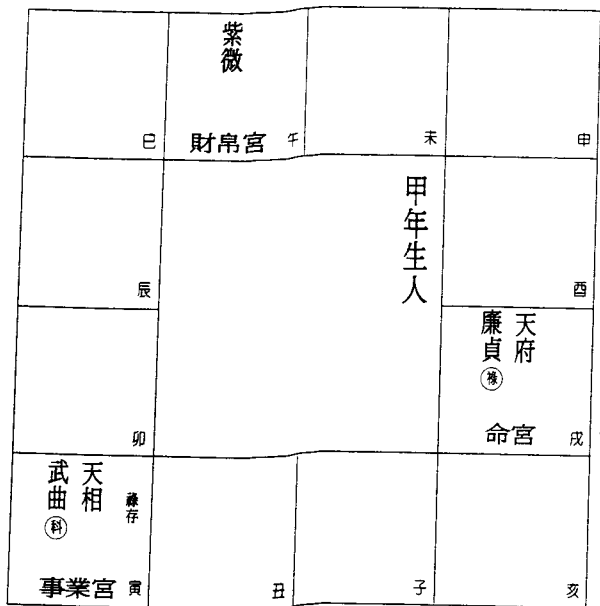 紫微
財帛宮
巳
午
未
申
甲年生人
辰
酉
天府
廉貞祿
命宮
戌
卯
天相
武曲科
祿存
事業宮
寅
丑
子
亥